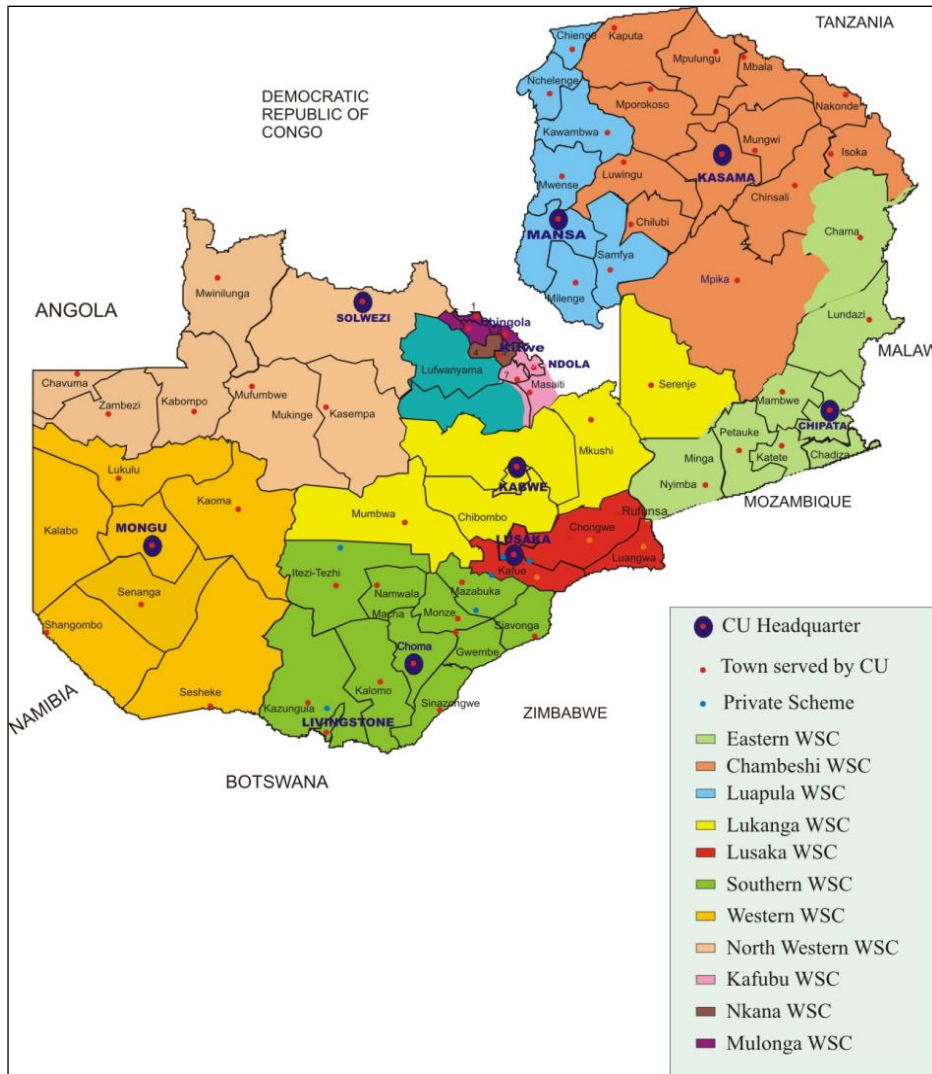 TANZANIA
Chieng0
Kaputa
Mpulungu
Mbala
Nchelenge
DEMOCRATIC
REPUBLIC OF
CONGO
Mporokoso
Nakonde
Kawambwa
Mungwi
Isoka
Luwingu
KASAMA
Mwense
Chinsali
MANSA
Chilubi
Chama
Samfya
Mwinilunga
Mpika
Milenge
ANGOLA
SOLWEZI
1
Lundazi
Kitwe
MALAW
4
NDOLA
Lufwanyama
Chavuma
7
Masaiti
Mufumbwe
Serenje
Zambezi
Kabompo
Mambwe
Mukinge
Kasempa
CHIPATA
Petauke
Mkushi
Katete
Chadiza
Lukulu
Minga
KABWE
Nyimba
MOZAMBIQUE
Kaoma
Mumbwa
Chibombo
Rufunsa
Kalabo
MONGU
LUSAKA
Chongwe
Luangwa
Kafue
Itezi-Tezhi
Namwala
Mazabuka
Senanga
Macha
Monze
Shangombo
Siavonga
Choma
Gwembe
Kalomo
Sesheke
Kazungula
Sinazongwe
NAMIBIA
LIVINGSTONE
ZIMBABWE
BOTSWANA
CU Headquarter
Town served by CU
Private Scheme
Eastern WSC
Chambeshi WSC
Luapula WSC
Lukanga WSC
Lusaka WSC
Southern WSC
Western WSC
North Western WSC
Kafubu WSC
Nkana WSC
Mulonga WSC